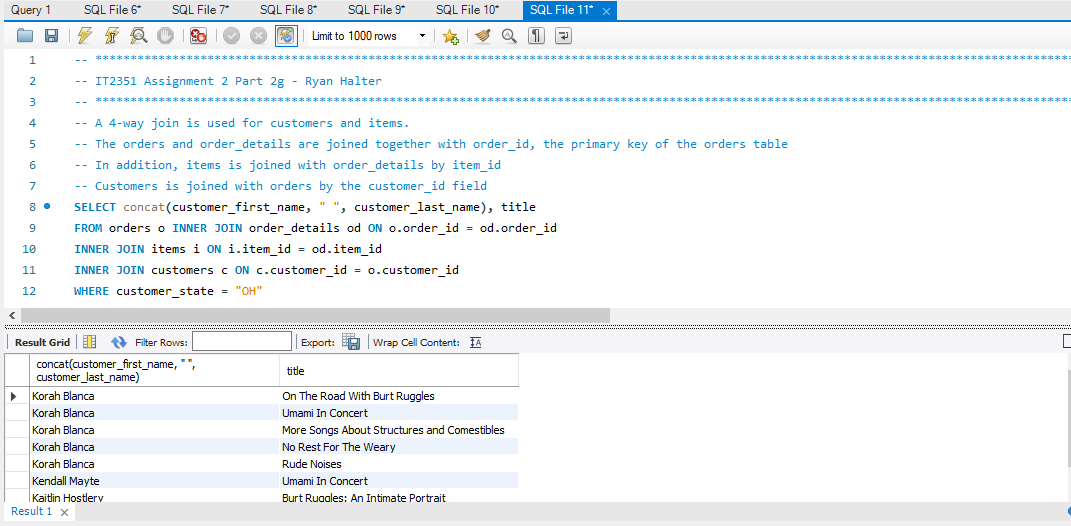 Query 1 SQL File 6* SQL File 7* SQL File 8* SQL File 9* SQL File 10* SQL File 11* ×
Limit to 1000 rows
1 -- ************************************************************************************************************************************
2 -- IT2351 Assignment 2 Part 2g - Ryan Halter
3 -- ************************************************************************************************************************************
4 -- A 4-way join is used for customers and items.
5 -- The orders and order_details are joined together with order_id, the primary key of the orders table
6 -- In addition, items is joined with order_details by item_id
7 -- Customers is joined with orders by the customer_id field
8 SELECT concat(customer_first_name, " ", customer_last_name), title
9 FROM orders o INNER JOIN order_details od ON o.order_id = od.order_id
10 INNER JOIN items i ON i.item_id = od.item_id
11 INNER JOIN customers c ON c.customer_id = o.customer_id
12 WHERE customer_state = "OH"
Result Grid Filter Rows: Export: Wrap Cell Content: IA
concat(customer_first_name, " ",
customer_last_name) title
Korah Blanca On The Road With Burt Ruggles
Korah Blanca Umami In Concert
Korah Blanca More Songs About Structures and Comestibles
Korah Blanca No Rest For The Weary
Korah Blanca Rude Noises
Kendall Mayte Umami In Concert
Kaitlin Hostlery Burt Ruggles: An Intimate Portrait
Result 1 ×